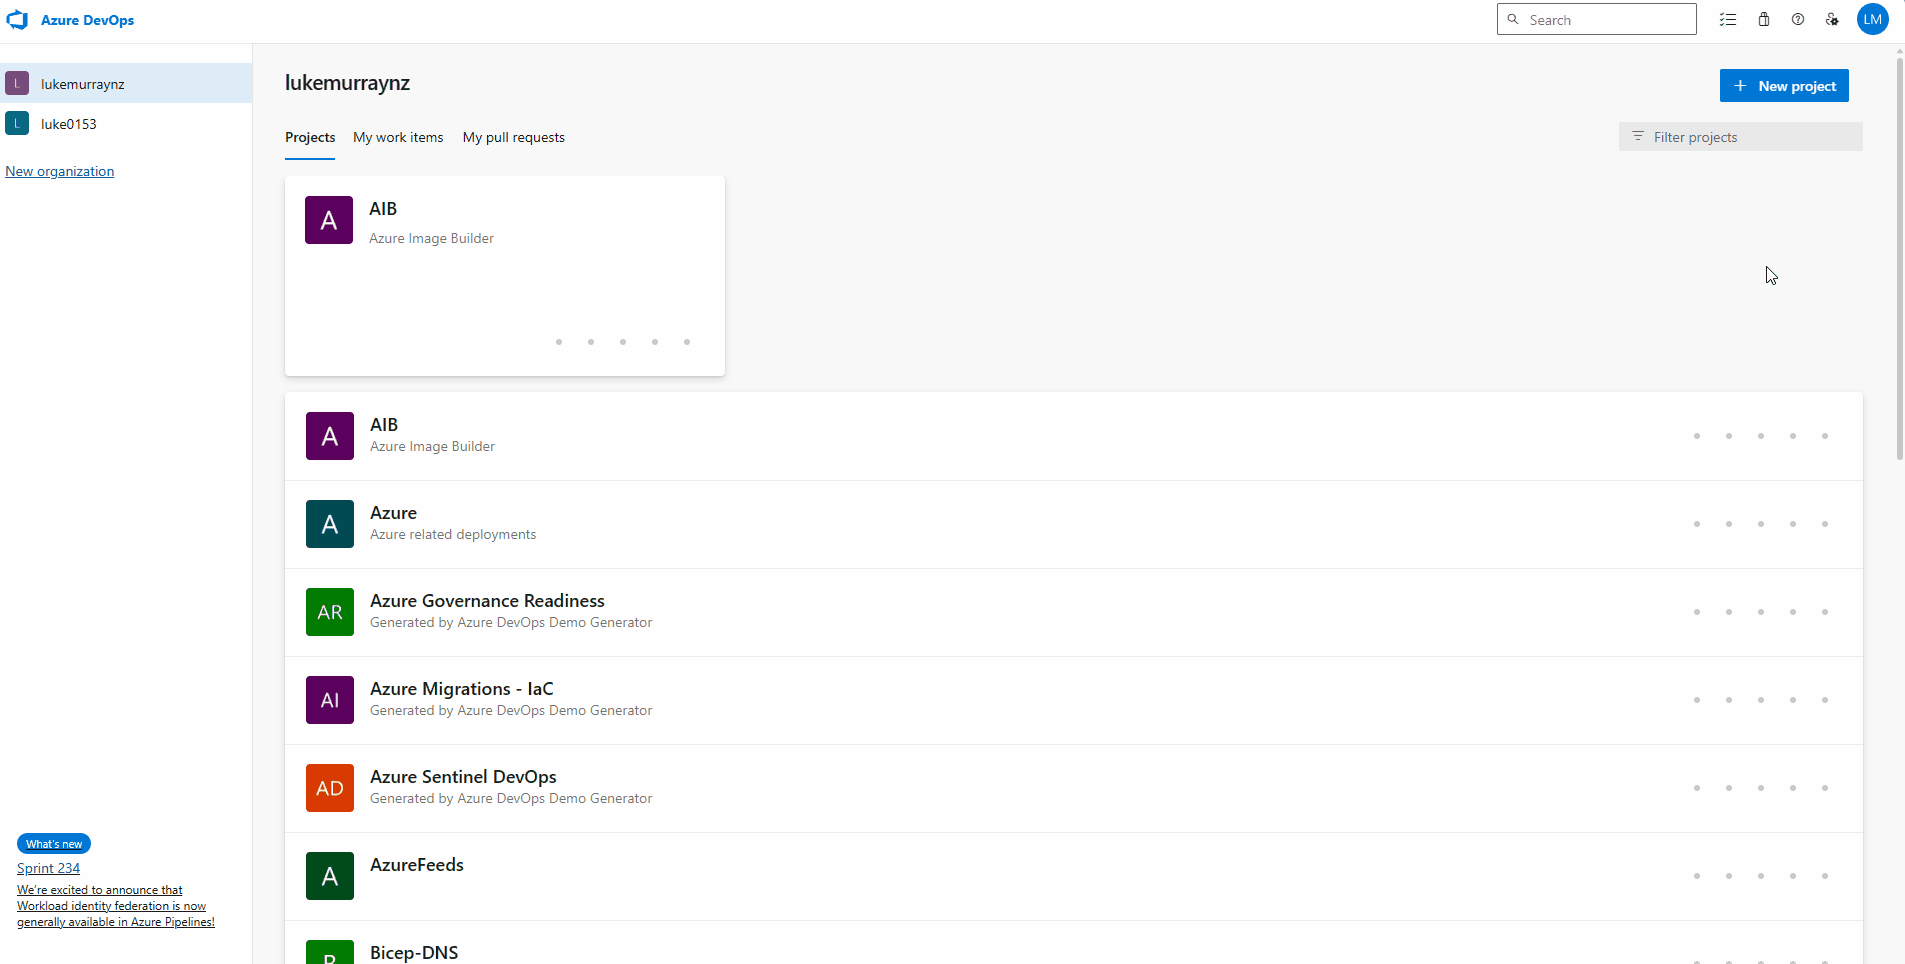 Azure DevOps
Search
LM
L lukemurraynz
L luke0153
New organization
lukemurraynz
New project
Projects My work items My pull requests
Filter projects
A AIB
Azure Image Builder
A AIB
Azure Image Builder
A Azure
Azure related deployments
AR Azure Governance Readiness
Generated by Azure DevOps Demo Generator
AI Azure Migrations - IaC
Generated by Azure DevOps Demo Generator
AD Azure Sentinel DevOps
Generated by Azure DevOps Demo Generator
A AzureFeeds
B Bicep-DNS
What's new
Sprint 234
We’re excited to announce that
Workload identity federation is now
generally available in Azure Pipelines!